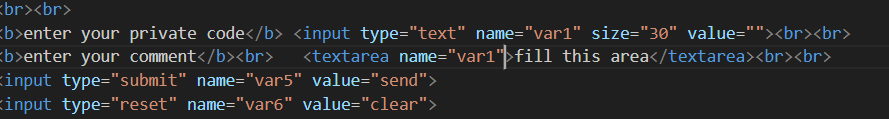 <br><br>
<b>enter your private code</b> <input type="text" name="var1" size="30" value=""><br><br>
<b>enter your comment</b><br>   <textarea name="var1">fill this area</textarea><br><br>
<input type="submit" name="var5" value="send">
<input type="reset" name="var6" value="clear">